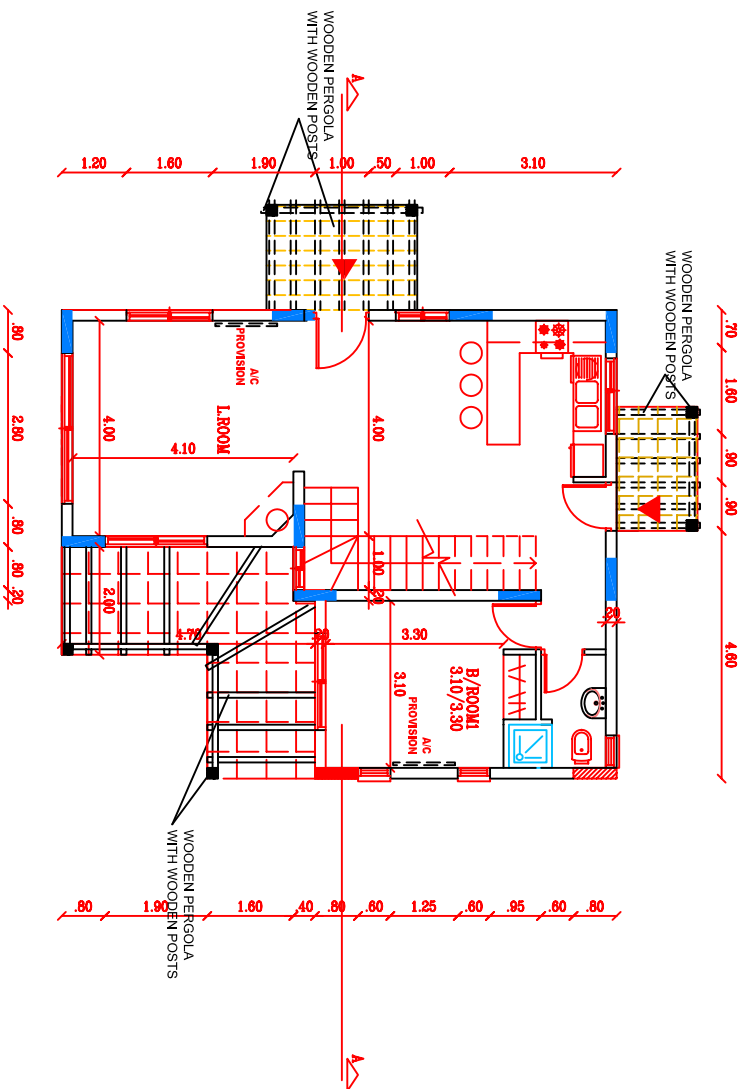 WOODEN PERGOLA
WITH WOODEN POSTS
A
1.20
1.60
1.90
1.00
.50
1.00
3.10
WOODEN PERGOLA
WITH WOODEN POSTS
.70
1.60
.90
.90
4.60
.80
2.80
.80
.80
.20
A/C
PROVISION
L.ROOM
4.00
4.10
4.00
1.00
.20
.20
2.00
4.70
.20
3.30
3.10
B/ROOM1
3.10/3.30
A/C
PROVISION
WOODEN PERGOLA
WITH WOODEN POSTS
.80
1.90
1.60
.40
.80
.60
1.25
.60
.95
.60
.80
A